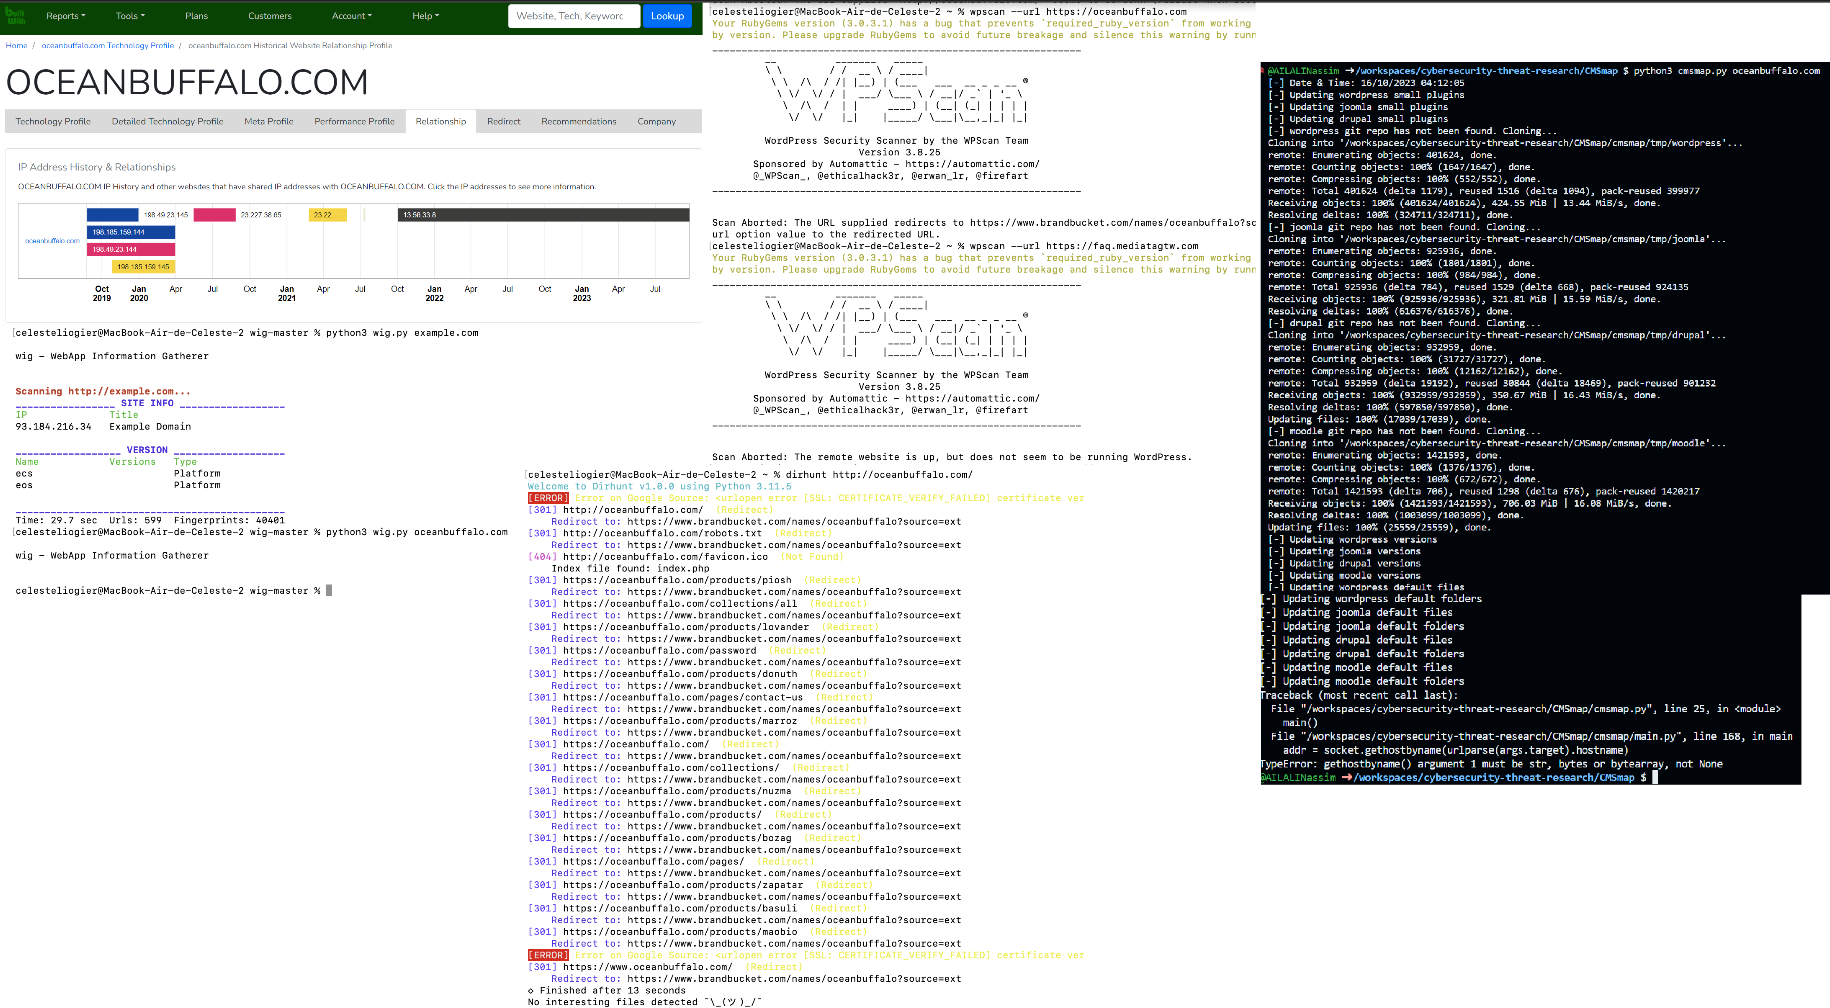 built
With
Reports
Tools
Plans
Customers
Account
Help
Website, Tech, Keyword
Lookup
Home / oceanbuffalo.com Technology Profile / oceanbuffalo.com Historical Website Relationship Profile
OCEANBUFFALO.COM
Technology Profile
Detailed Technology Profile
Meta Profile
Performance Profile
Relationship
Redirect
Recommendations
Company
IP Address History & Relationships
OCEANBUFFALO.COM IP History and other websites that have shared IP addresses with OCEANBUFFALO.COM. Click the IP addresses to see more information.
oceanbuffalo.com
198.49.23.145
23.227.38.65
23.22.
13.56.33.8
198.185.159.144
198.49.23.144
198.185.159.145
Oct 2019
Jan 2020
Apr
Jul
Oct
Jan 2021
Apr
Jul
Oct
Jan 2022
Apr
Jul
Oct
Jan 2023
Apr
Jul
[celesteliogier@MacBook-Air-de-Celeste-2 wig-master % python3 wig.py example.com
wig – WebApp Information Gatherer
Scanning http://example.com...
_________________ SITE INFO __________________
IP Title
93.184.216.34 Example Domain
__________________ VERSION ___________________
Name Versions Type
ecs Platform
eos Platform
______________________________________________
Time: 29.7 sec Urls: 599 Fingerprints: 40401
[celesteliogier@MacBook-Air-de-Celeste-2 wig-master % python3 wig.py oceanbuffalo.com
wig – WebApp Information Gatherer
celesteliogier@MacBook-Air-de-Celeste-2 wig-master %
[celesteliogier@MacBook-Air-de-Celeste-2 ~ % wpscan --url https://oceanbuffalo.com
Your RubyGems version (3.0.3.1) has a bug that prevents `required_ruby_version` from working
by version. Please upgrade RubyGems to avoid future breakage and silence this warning by runn
WPScan ®
WordPress Security Scanner by the WPScan Team
Version 3.8.25
Sponsored by Automattic - https://automattic.com/
@_WPScan_, @ethicalhack3r, @erwan_lr, @firefart
Scan Aborted: The URL supplied redirects to https://www.brandbucket.com/names/oceanbuffalo?sc
url option value to the redirected URL.
[celesteliogier@MacBook-Air-de-Celeste-2 ~ % wpscan --url https://faq.mediatagtw.com
Your RubyGems version (3.0.3.1) has a bug that prevents `required_ruby_version` from working
by version. Please upgrade RubyGems to avoid future breakage and silence this warning by runn
WPScan ®
WordPress Security Scanner by the WPScan Team
Version 3.8.25
Sponsored by Automattic - https://automattic.com/
@_WPScan_, @ethicalhack3r, @erwan_lr, @firefart
Scan Aborted: The remote website is up, but does not seem to be running WordPress.
[celesteliogier@MacBook-Air-de-Celeste-2 ~ % dirhunt http://oceanbuffalo.com/
Welcome to Dirhunt v1.0.0 using Python 3.11.5
[ERROR] Error on Google Source: <urlopen error [SSL: CERTIFICATE_VERIFY_FAILED] certificate ver
[301] http://oceanbuffalo.com/ (Redirect)
Redirect to: https://www.brandbucket.com/names/oceanbuffalo?source=ext
[301] http://oceanbuffalo.com/robots.txt (Redirect)
Redirect to: https://www.brandbucket.com/names/oceanbuffalo?source=ext
[404] http://oceanbuffalo.com/favicon.ico (Not Found)
Index file found: index.php
[301] https://oceanbuffalo.com/products/piosh (Redirect)
Redirect to: https://www.brandbucket.com/names/oceanbuffalo?source=ext
[301] https://oceanbuffalo.com/collections/all (Redirect)
Redirect to: https://www.brandbucket.com/names/oceanbuffalo?source=ext
[301] https://oceanbuffalo.com/products/lovander (Redirect)
Redirect to: https://www.brandbucket.com/names/oceanbuffalo?source=ext
[301] https://oceanbuffalo.com/password (Redirect)
Redirect to: https://www.brandbucket.com/names/oceanbuffalo?source=ext
[301] https://oceanbuffalo.com/products/donuth (Redirect)
Redirect to: https://www.brandbucket.com/names/oceanbuffalo?source=ext
[301] https://oceanbuffalo.com/pages/contact-us (Redirect)
Redirect to: https://www.brandbucket.com/names/oceanbuffalo?source=ext
[301] https://oceanbuffalo.com/products/marroz (Redirect)
Redirect to: https://www.brandbucket.com/names/oceanbuffalo?source=ext
[301] https://oceanbuffalo.com/ (Redirect)
Redirect to: https://www.brandbucket.com/names/oceanbuffalo?source=ext
[301] https://oceanbuffalo.com/collections/ (Redirect)
Redirect to: https://www.brandbucket.com/names/oceanbuffalo?source=ext
[301] https://oceanbuffalo.com/products/nuzma (Redirect)
Redirect to: https://www.brandbucket.com/names/oceanbuffalo?source=ext
[301] https://oceanbuffalo.com/products/ (Redirect)
Redirect to: https://www.brandbucket.com/names/oceanbuffalo?source=ext
[301] https://oceanbuffalo.com/products/bozag (Redirect)
Redirect to: https://www.brandbucket.com/names/oceanbuffalo?source=ext
[301] https://oceanbuffalo.com/pages/ (Redirect)
Redirect to: https://www.brandbucket.com/names/oceanbuffalo?source=ext
[301] https://oceanbuffalo.com/products/zapatar (Redirect)
Redirect to: https://www.brandbucket.com/names/oceanbuffalo?source=ext
[301] https://oceanbuffalo.com/products/basuli (Redirect)
Redirect to: https://www.brandbucket.com/names/oceanbuffalo?source=ext
[301] https://oceanbuffalo.com/products/maobio (Redirect)
Redirect to: https://www.brandbucket.com/names/oceanbuffalo?source=ext
[ERROR] Error on Google Source: <urlopen error [SSL: CERTIFICATE_VERIFY_FAILED] certificate ver
[301] https://www.oceanbuffalo.com/ (Redirect)
Redirect to: https://www.brandbucket.com/names/oceanbuffalo?source=ext
◇ Finished after 13 seconds
No interesting files detected ¯\_(ツ)_/¯
@AILALINassim ➜/workspaces/cybersecurity-threat-research/CMSmap $ python3 cmsmap.py oceanbuffalo.com
[-] Date & Time: 16/10/2023 04:12:05
[-] Updating wordpress small plugins
[-] Updating joomla small plugins
[-] Updating drupal small plugins
[-] wordpress git repo has not been found. Cloning...
Cloning into '/workspaces/cybersecurity-threat-research/CMSmap/cmsmap/tmp/wordpress'...
remote: Enumerating objects: 401624, done.
remote: Counting objects: 100% (1647/1647), done.
remote: Compressing objects: 100% (552/552), done.
remote: Total 401624 (delta 1179), reused 1516 (delta 1094), pack-reused 399977
Receiving objects: 100% (401624/401624), 424.55 MiB | 13.44 MiB/s, done.
Resolving deltas: 100% (324711/324711), done.
[-] joomla git repo has not been found. Cloning...
Cloning into '/workspaces/cybersecurity-threat-research/CMSmap/cmsmap/tmp/joomla'...
remote: Enumerating objects: 925936, done.
remote: Counting objects: 100% (1801/1801), done.
remote: Compressing objects: 100% (984/984), done.
remote: Total 925936 (delta 784), reused 1529 (delta 668), pack-reused 924135
Receiving objects: 100% (925936/925936), 321.81 MiB | 15.59 MiB/s, done.
Resolving deltas: 100% (616376/616376), done.
[-] drupal git repo has not been found. Cloning...
Cloning into '/workspaces/cybersecurity-threat-research/CMSmap/cmsmap/tmp/drupal'...
remote: Enumerating objects: 932959, done.
remote: Counting objects: 100% (31727/31727), done.
remote: Compressing objects: 100% (12162/12162), done.
remote: Total 932959 (delta 19192), reused 30844 (delta 18469), pack-reused 901232
Receiving objects: 100% (932959/932959), 350.67 MiB | 16.43 MiB/s, done.
Resolving deltas: 100% (597850/597850), done.
Updating files: 100% (17039/17039), done.
[-] moodle git repo has not been found. Cloning...
Cloning into '/workspaces/cybersecurity-threat-research/CMSmap/cmsmap/tmp/moodle'...
remote: Enumerating objects: 1421593, done.
remote: Counting objects: 100% (1376/1376), done.
remote: Compressing objects: 100% (672/672), done.
remote: Total 1421593 (delta 706), reused 1298 (delta 676), pack-reused 1420217
Receiving objects: 100% (1421593/1421593), 706.03 MiB | 16.08 MiB/s, done.
Resolving deltas: 100% (1003099/1003099), done.
Updating files: 100% (25559/25559), done.
[-] Updating wordpress versions
[-] Updating joomla versions
[-] Updating drupal versions
[-] Updating moodle versions
[-] Updating wordpress default files
[-] Updating wordpress default folders
[-] Updating joomla default files
[-] Updating joomla default folders
[-] Updating drupal default files
[-] Updating drupal default folders
[-] Updating moodle default files
[-] Updating moodle default folders
Traceback (most recent call last):
File "/workspaces/cybersecurity-threat-research/CMSmap/cmsmap.py", line 25, in <module>
main()
File "/workspaces/cybersecurity-threat-research/CMSmap/cmsmap/main.py", line 168, in main
addr = socket.gethostbyname(urlparse(args.target).hostname)
TypeError: gethostbyname() argument 1 must be str, bytes or bytearray, not None
@AILALINassim ➜/workspaces/cybersecurity-threat-research/CMSmap $